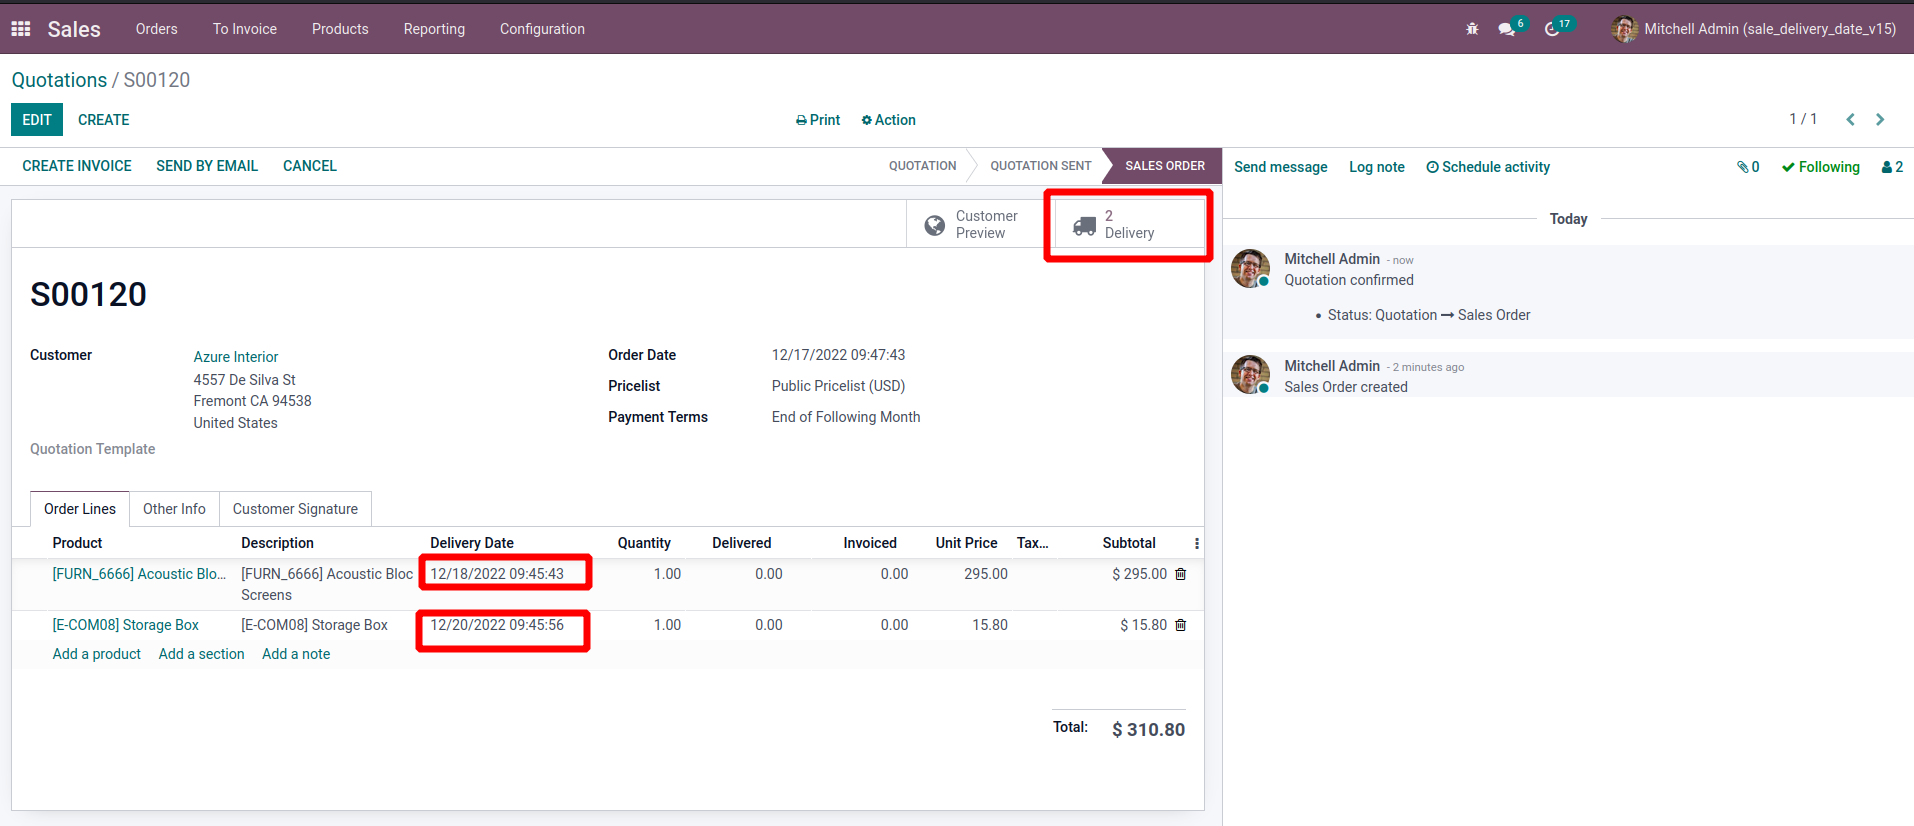 Sales Orders To Invoice Products Reporting Configuration 6 17 Mitchell Admin (sale_delivery_date_v15)
Quotations / S00120
EDIT CREATE Print Action 1 / 1
CREATE INVOICE SEND BY EMAIL CANCEL QUOTATION QUOTATION SENT SALES ORDER
Customer Preview
2 Delivery
S00120
Customer Azure Interior
4557 De Silva St
Fremont CA 94538
United States
Quotation Template
Order Date 12/17/2022 09:47:43
Pricelist Public Pricelist (USD)
Payment Terms End of Following Month
Order Lines Other Info Customer Signature
Product Description Delivery Date Quantity Delivered Invoiced Unit Price Tax... Subtotal
[FURN_6666] Acoustic Blo... [FURN_6666] Acoustic Bloc 12/18/2022 09:45:43 1.00 0.00 0.00 295.00 $ 295.00
Screens
[E-COM08] Storage Box [E-COM08] Storage Box 12/20/2022 09:45:56 1.00 0.00 0.00 15.80 $ 15.80
Add a product Add a section Add a note
Total: $ 310.80
Send message Log note Schedule activity 0 Following 2
Today
Mitchell Admin - now
Quotation confirmed
• Status: Quotation → Sales Order
Mitchell Admin - 2 minutes ago
Sales Order created